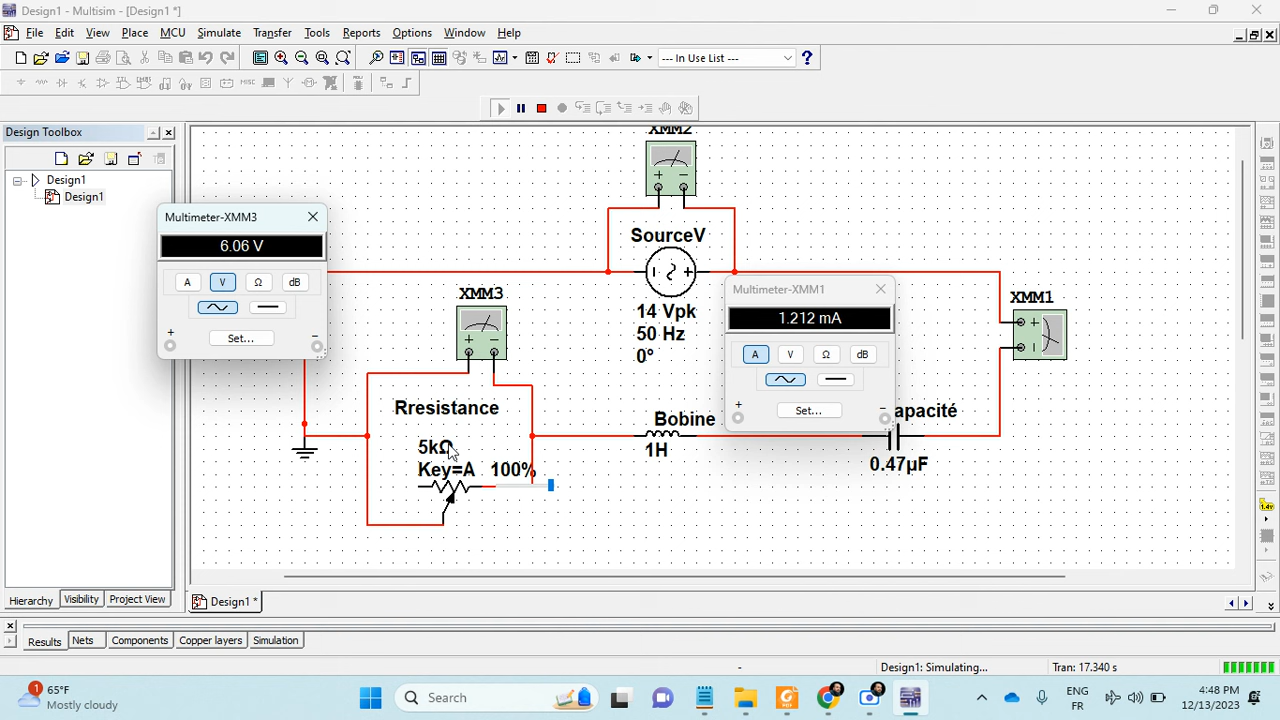 Design1 - Multisim - [Design1 *]
File Edit View Place MCU Simulate Transfer Tools Reports Options Window Help
--- In Use List ---
Design Toolbox
Design1
Design1
Multimeter-XMM3
6.06 V
A V Ω dB
+ −
Set...
XMM2
+ −
SourceV
14 Vpk
50 Hz
0°
XMM3
+ −
Rresistance
5kΩ
Key=A 100%
Multimeter-XMM1
1.212 mA
A V Ω dB
+ −
Set...
XMM1
+
Bobine
1H
apacité
0.47µF
1.4v
Hierarchy Visibility Project View
Design1 *
Results Nets Components Copper layers Simulation
- Design1: Simulating... Tran: 17.340 s
1
65°F
Mostly cloudy
Search
ENG
FR
4:48 PM
12/13/2023